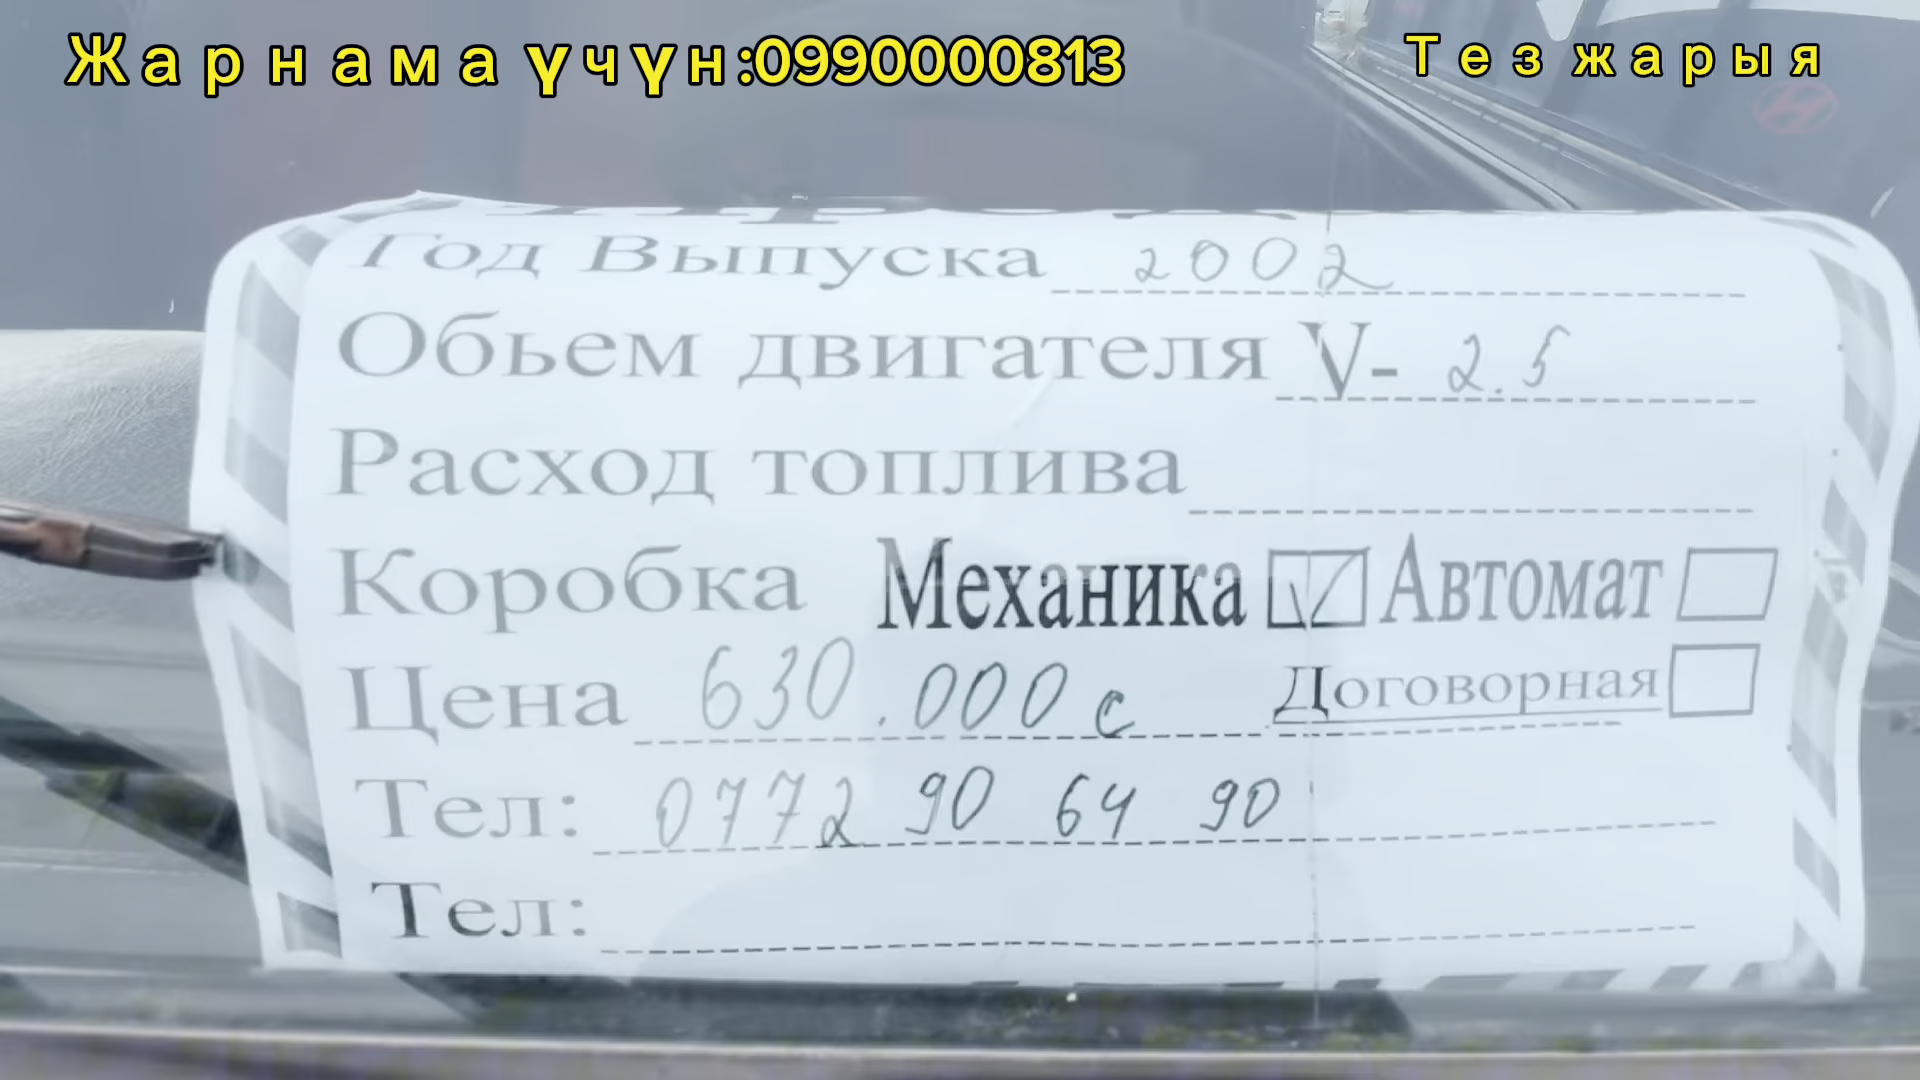 Жарнама үчүн:0990000813
Тез жарыя
Год Выпуска 2002
Обьем двигателя V- 2.5
Расход топлива
Коробка Механика Автомат
Цена 630.000 с Договорная
Тел: 0772 90 64 90
Тел: